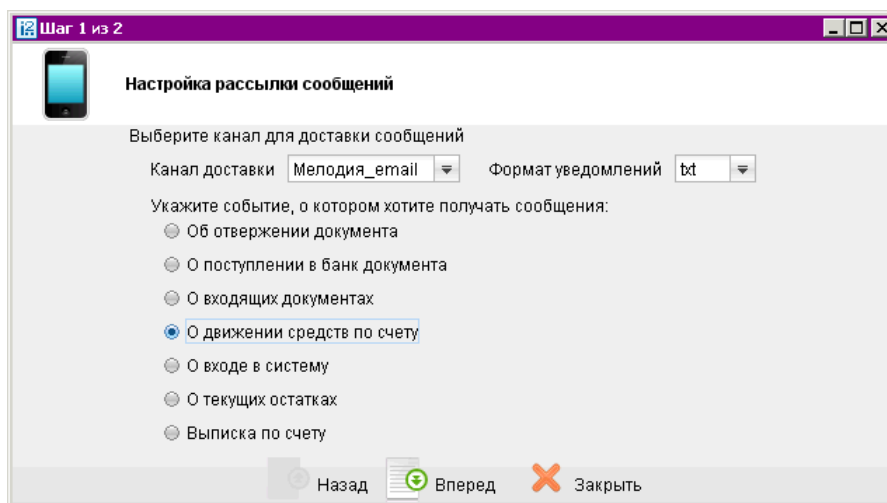 i2 Шаг 1 из 2
Настройка рассылки сообщений
Выберите канал для доставки сообщений
Канал доставки Мелодия_email Формат уведомлений txt
Укажите событие, о котором хотите получать сообщения:
Об отвержении документа
О поступлении в банк документа
О входящих документах
О движении средств по счету
О входе в систему
О текущих остатках
Выписка по счету
Назад Вперед Закрыть